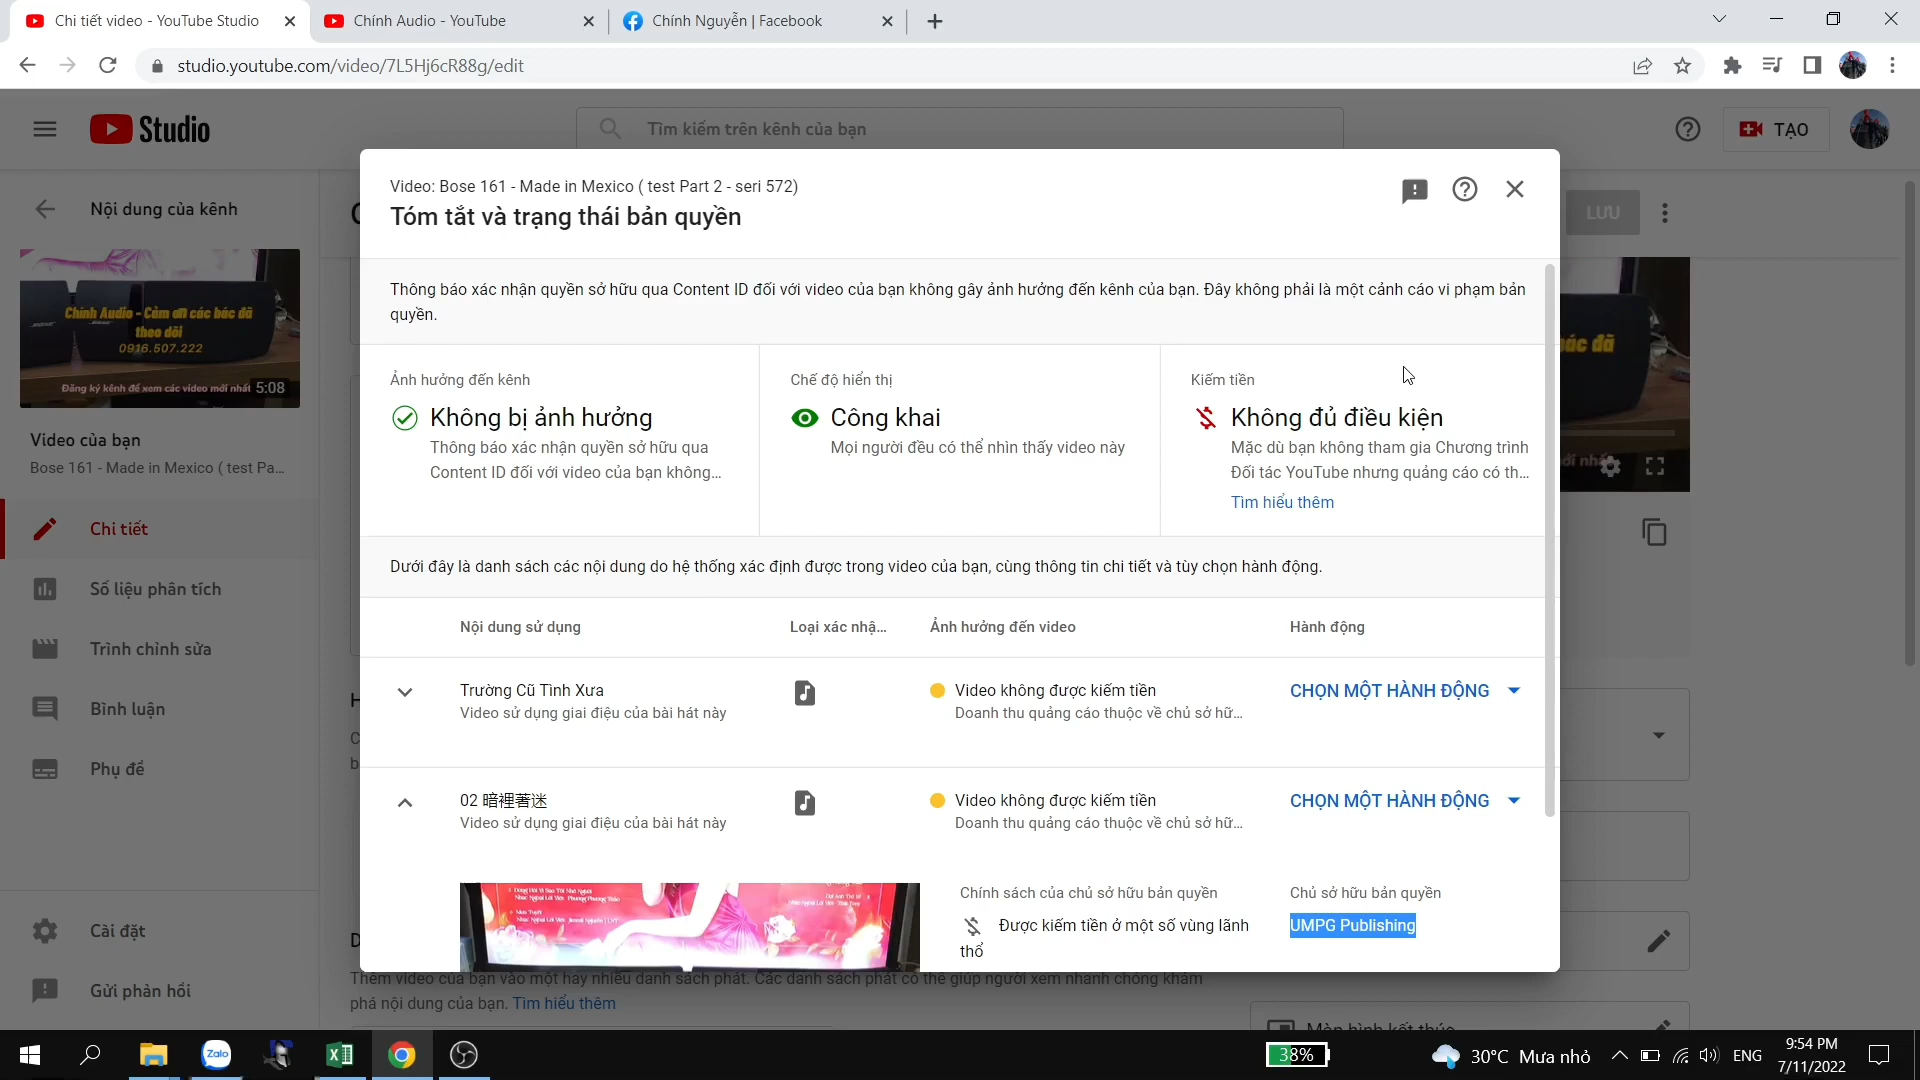 Chi tiết video - YouTube Studio
Chính Audio - YouTube
Chính Nguyễn | Facebook
studio.youtube.com/video/7L5Hj6cR88g/edit
Studio
Tìm kiếm trên kênh của bạn
TẠO
Nội dung của kênh
LƯU
Chính Audio - Cảm ơn các bác đã
theo dõi
0916.507.222
Đăng ký kênh để xem các video mới nhất
5:08
Video của bạn
Bose 161 - Made in Mexico ( test Pa...
Chi tiết
Số liệu phân tích
Trình chỉnh sửa
Bình luận
Phụ đề
Cài đặt
Gửi phản hồi
Video: Bose 161 - Made in Mexico ( test Part 2 - seri 572)
Tóm tắt và trạng thái bản quyền
Thông báo xác nhận quyền sở hữu qua Content ID đối với video của bạn không gây ảnh hưởng đến kênh của bạn. Đây không phải là một cảnh cáo vi phạm bản
quyền.
Ảnh hưởng đến kênh
Không bị ảnh hưởng
Thông báo xác nhận quyền sở hữu qua
Content ID đối với video của bạn không...
Chế độ hiển thị
Công khai
Mọi người đều có thể nhìn thấy video này
Kiếm tiền
Không đủ điều kiện
Mặc dù bạn không tham gia Chương trình
Đối tác YouTube nhưng quảng cáo có th...
Tìm hiểu thêm
Dưới đây là danh sách các nội dung do hệ thống xác định được trong video của bạn, cùng thông tin chi tiết và tùy chọn hành động.
Nội dung sử dụng
Loại xác nhậ...
Ảnh hưởng đến video
Hành động
Trường Cũ Tình Xưa
Video sử dụng giai điệu của bài hát này
Video không được kiếm tiền
Doanh thu quảng cáo thuộc về chủ sở hữ...
CHỌN MỘT HÀNH ĐỘNG
02 暗裡著迷
Video sử dụng giai điệu của bài hát này
Video không được kiếm tiền
Doanh thu quảng cáo thuộc về chủ sở hữ...
CHỌN MỘT HÀNH ĐỘNG
Chính sách của chủ sở hữu bản quyền
Được kiếm tiền ở một số vùng lãnh
thổ
Chủ sở hữu bản quyền
UMPG Publishing
bác đã
Thêm video của bạn vào một hay nhiều danh sách phát. Các danh sách phát có thể giúp người xem nhanh chóng khám
phá nội dung của bạn. Tìm hiểu thêm
Màn hình kết thúc
Zalo
38%
30°C Mưa nhỏ
ENG
9:54 PM
7/11/2022